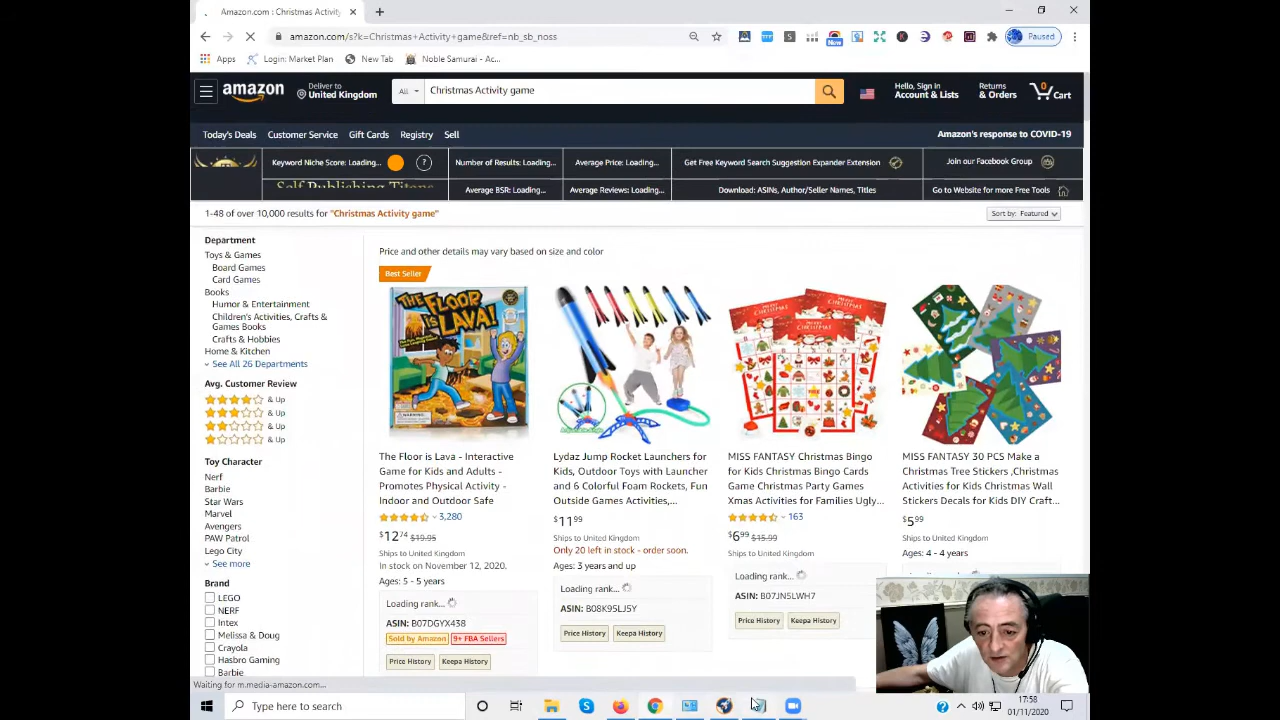 Amazon.com : Christmas Activity
amazon.com/s?k=Christmas+Activity+game&ref=nb_sb_noss
New
Paused
Apps
Login: Market Plan
New Tab
Noble Samurai - Ac...
amazon
Deliver to
United Kingdom
All
Christmas Activity game
Hello, Sign in
Account & Lists
Returns
& Orders
0
Cart
Today's Deals
Customer Service
Gift Cards
Registry
Sell
Amazon's response to COVID-19
Keyword Niche Score: Loading...
?
Number of Results: Loading...
Average Price: Loading...
Get Free Keyword Search Suggestion Expander Extension
Join our Facebook Group
Self Publishing Titans
Average BSR: Loading...
Average Reviews: Loading...
Download: ASINs, Author/Seller Names, Titles
Go to Website for more Free Tools
1-48 of over 10,000 results for "Christmas Activity game"
Sort by: Featured
Department
Toys & Games
Board Games
Card Games
Books
Humor & Entertainment
Children's Activities, Crafts &
Games Books
Crafts & Hobbies
Home & Kitchen
See All 26 Departments
Avg. Customer Review
& Up
& Up
& Up
& Up
Toy Character
Nerf
Barbie
Star Wars
Marvel
Avengers
PAW Patrol
Lego City
See more
Brand
LEGO
NERF
Intex
Melissa & Doug
Crayola
Hasbro Gaming
Barbie
Price and other details may vary based on size and color
Best Seller
THE FLOOR
IS LAVA!
The Floor is Lava - Interactive
Game for Kids and Adults -
Promotes Physical Activity -
Indoor and Outdoor Safe
3,280
$12.74 $19.95
Ships to United Kingdom
In stock on November 12, 2020.
Ages: 5 - 5 years
Loading rank...
ASIN: B07DGYX438
Sold by Amazon
9+ FBA Sellers
Price History
Keepa History
Lydaz Jump Rocket Launchers for
Kids, Outdoor Toys with Launcher
and 6 Colorful Foam Rockets, Fun
Outside Games Activities,...
$11.99
Ships to United Kingdom
Only 20 left in stock - order soon.
Ages: 3 years and up
Loading rank...
ASIN: B08K95LJ5Y
Price History
Keepa History
CHRISTMAS
MISS FANTASY Christmas Bingo
for Kids Christmas Bingo Cards
Game Christmas Party Games
Xmas Activities for Families Ugly...
163
$6.99 $15.99
Ships to United Kingdom
Loading rank...
ASIN: B07JN5LWH7
Price History
Keepa History
MISS FANTASY 30 PCS Make a
Christmas Tree Stickers ,Christmas
Activities for Kids Christmas Wall
Stickers Decals for Kids DIY Craft...
$5.99
Ships to United Kingdom
Ages: 4 - 4 years
Waiting for m.media-amazon.com...
Type here to search
17:58
01/11/2020